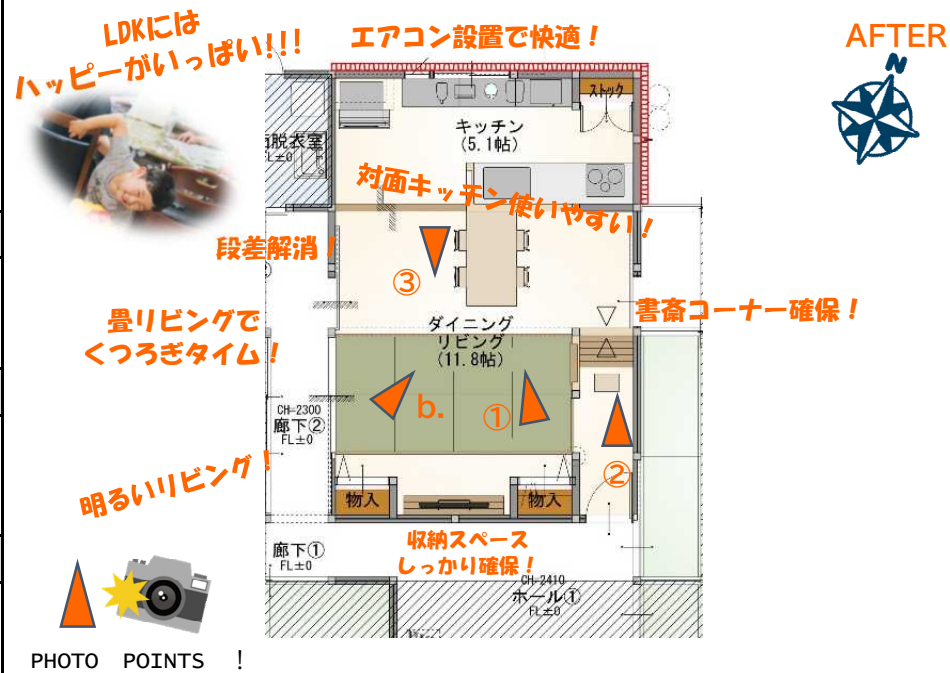 LDKには
ハッピーがいっぱい!!!
エアコン設置で快適！
AFTER
N
ストック
キッチン
(5.1帖)
脱衣室
FL±0
対面キッチン使いやすい！
段差解消！
③
書斎コーナー確保！
畳リビングで
くつろぎタイム！
ダイニング
リビング
(11.8帖)
b.
①
②
CH=2300
廊下②
FL±0
明るいリビング！
物入
物入
収納スペース
しっかり確保！
廊下①
FL±0
CH=2410
ホール①
FL±0
PHOTO POINTS !